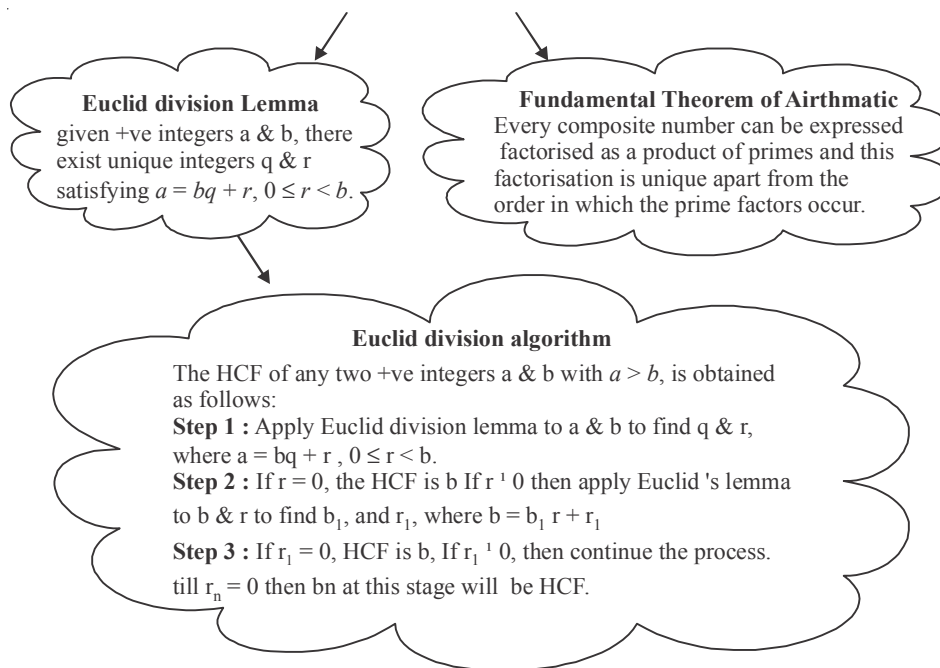 Euclid division Lemma
given +ve integers a & b, there
exist unique integers q & r
satisfying a = bq + r, 0 ≤ r < b.
Fundamental Theorem of Airthmatic
Every composite number can be expressed
factorised as a product of primes and this
factorisation is unique apart from the
order in which the prime factors occur.
Euclid division algorithm
The HCF of any two +ve integers a & b with a > b, is obtained
as follows:
Step 1 : Apply Euclid division lemma to a & b to find q & r,
where a = bq + r , 0 ≤ r < b.
Step 2 : If r = 0, the HCF is b If r ¹ 0 then apply Euclid 's lemma
to b & r to find b₁, and r₁, where b = b₁ r + r₁
Step 3 : If r₁ = 0, HCF is b, If r₁ ¹ 0, then continue the process.
till rₙ = 0 then bn at this stage will be HCF.